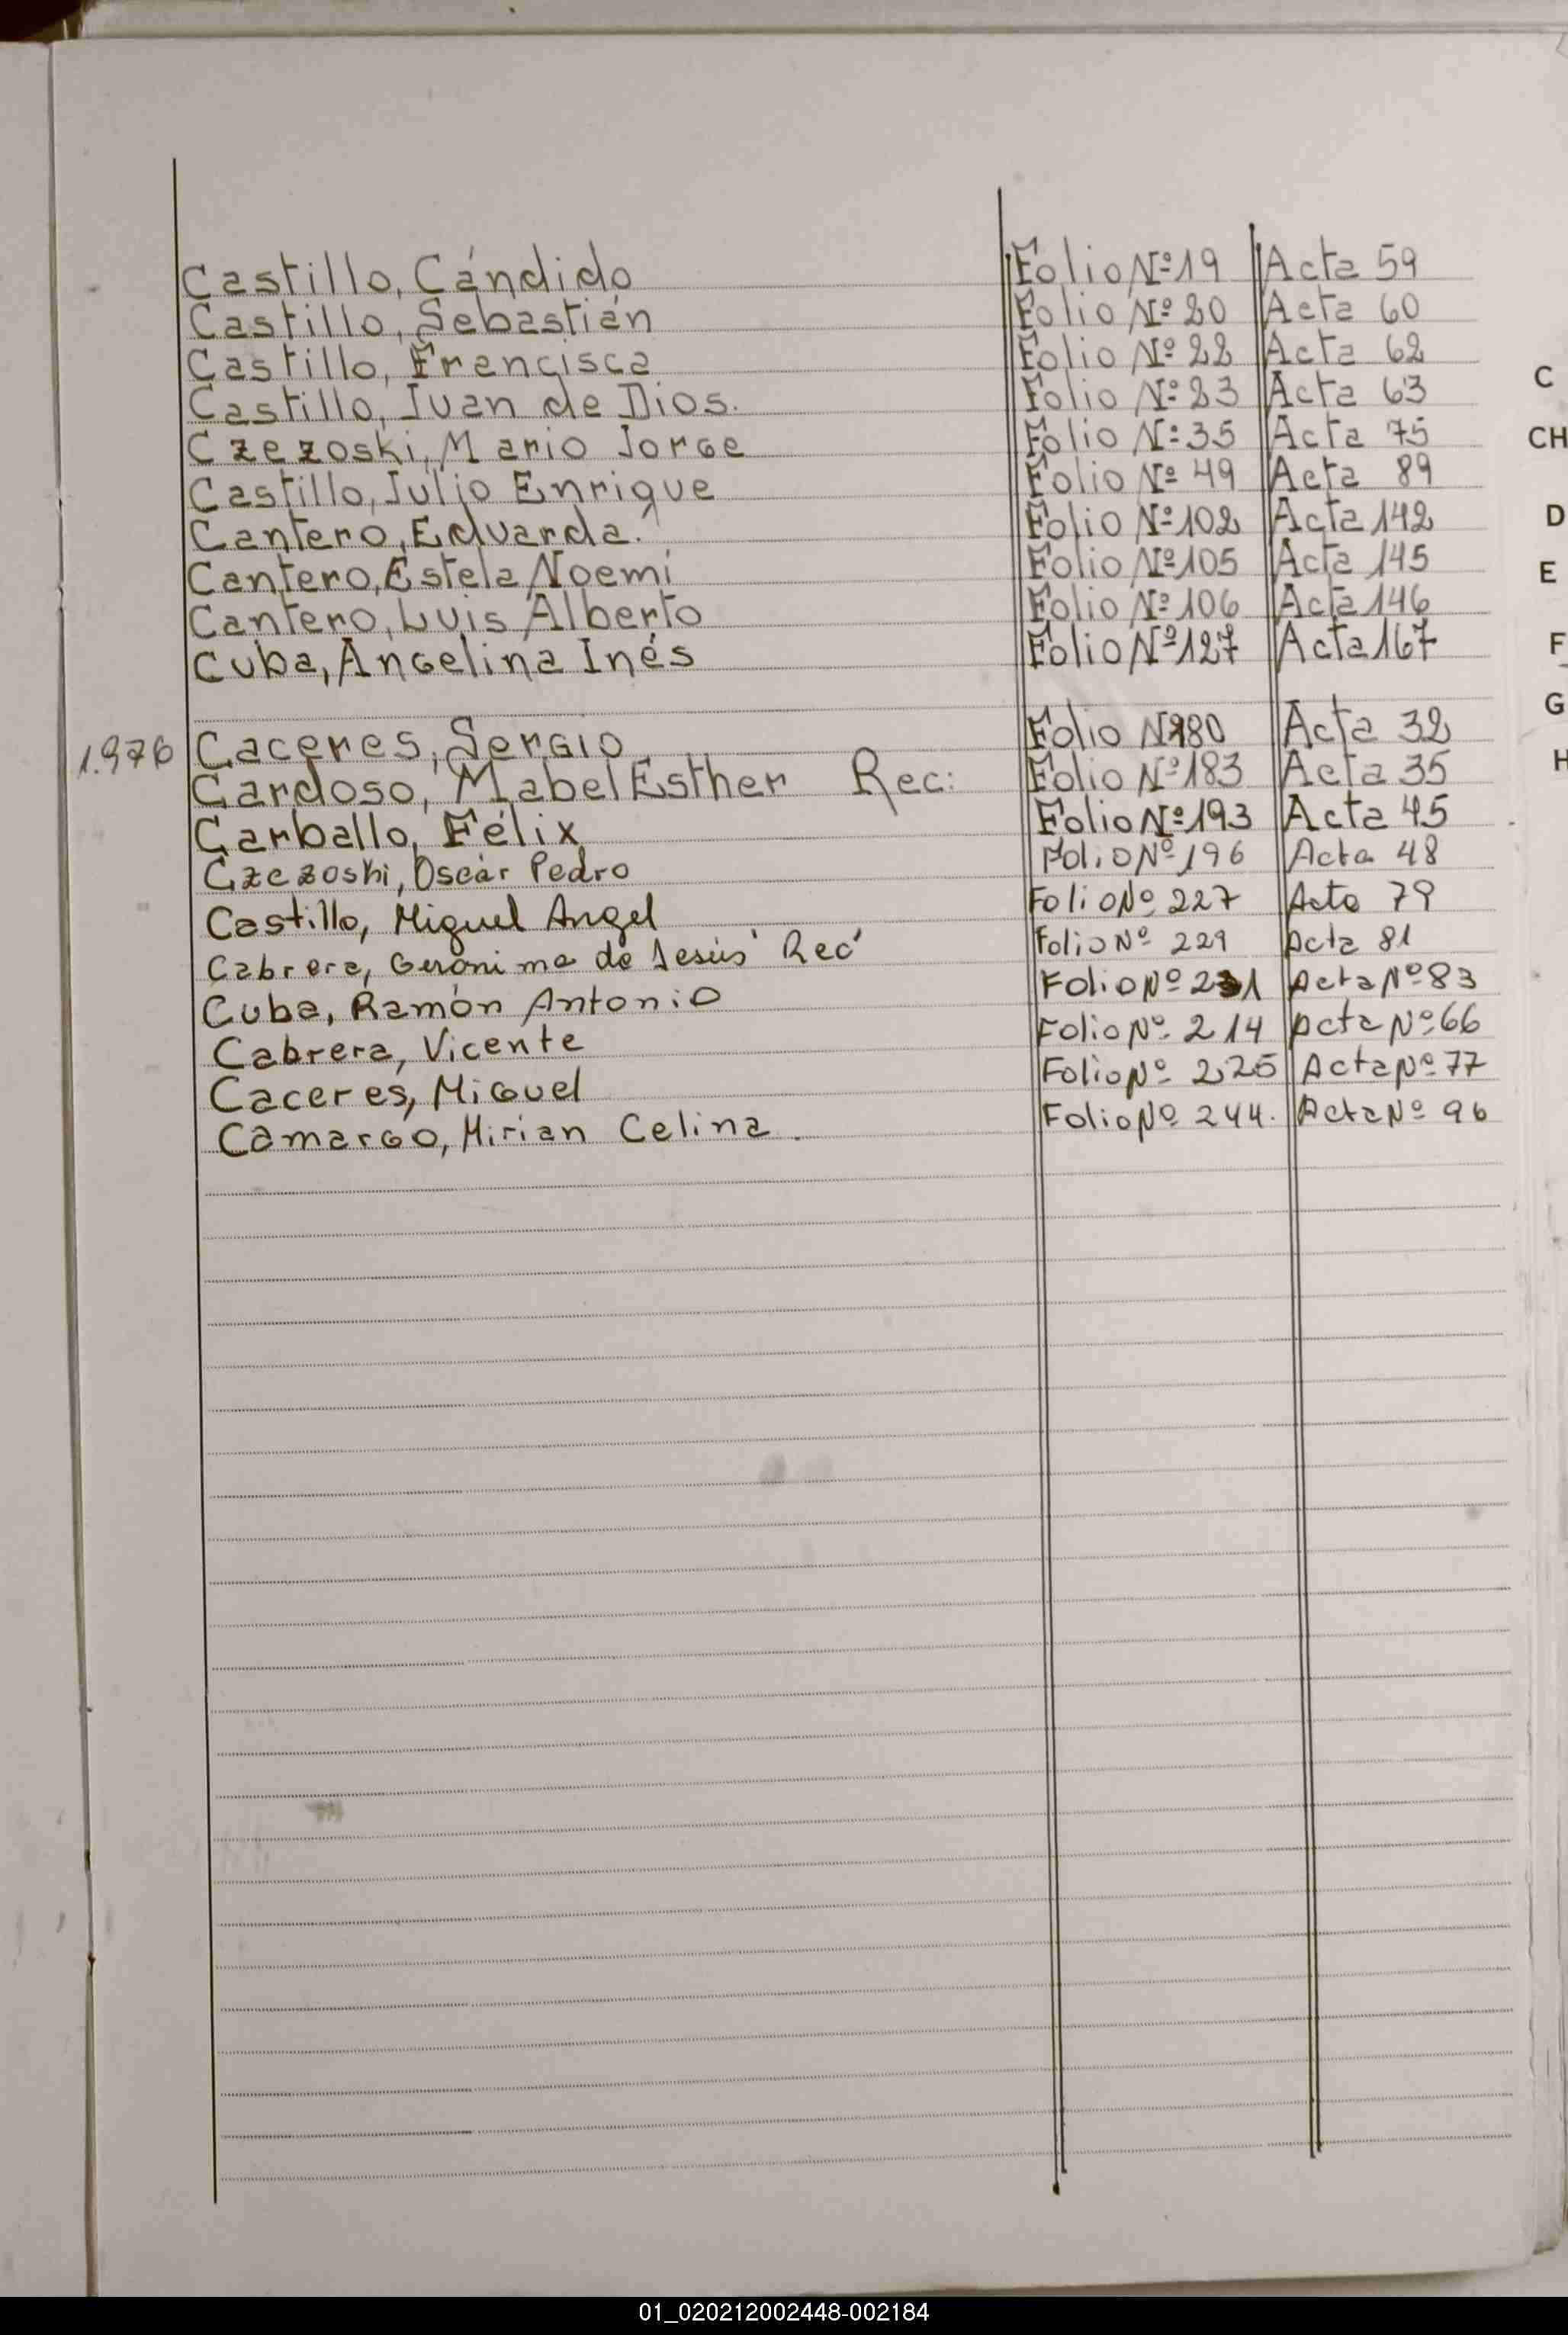 Castillo, Cándido Folio Nº 19 Acta 59
Castillo, Sebastián Folio Nº 20 Acta 60
Castillo, Francisca Folio Nº 22 Acta 62
Castillo, Juan de Dios. Folio Nº 23 Acta 63
Czezoski, Mario Jorge Folio Nº 35 Acta 75
Castillo, Julio Enrique Folio Nº 49 Acta 89
Cantero, Eduarda. Folio Nº 102 Acta 142
Cantero, Estela Noemí Folio Nº 105 Acta 145
Cantero, Luis Alberto Folio Nº 106 Acta 146
Cuba, Angelina Inés Folio Nº 127 Acta 167
1.976 Caceres, Sergio Folio Nº 180 Acta 32
Cardoso, Mabel Esther Rec: Folio Nº 183 Acta 35
Carballo, Félix Folio Nº 193 Acta 45
Czezoski, Oscar Pedro Folio Nº 196 Acta 48
Castillo, Miguel Angel Folio Nº 227 Acta 79
Cabrera, Geronima de Jesús Rec Folio Nº 229 Acta 81
Cuba, Ramón Antonio Folio Nº 231 Acta Nº 83
Cabrera, Vicente Folio Nº 214 Acta Nº 66
Caceres, Miguel Folio Nº 225 Acta Nº 77
Camargo, Mirian Celina. Folio Nº 244. Acta Nº 96
C
CH
D
E
F
G
H
01_020212002448-002184